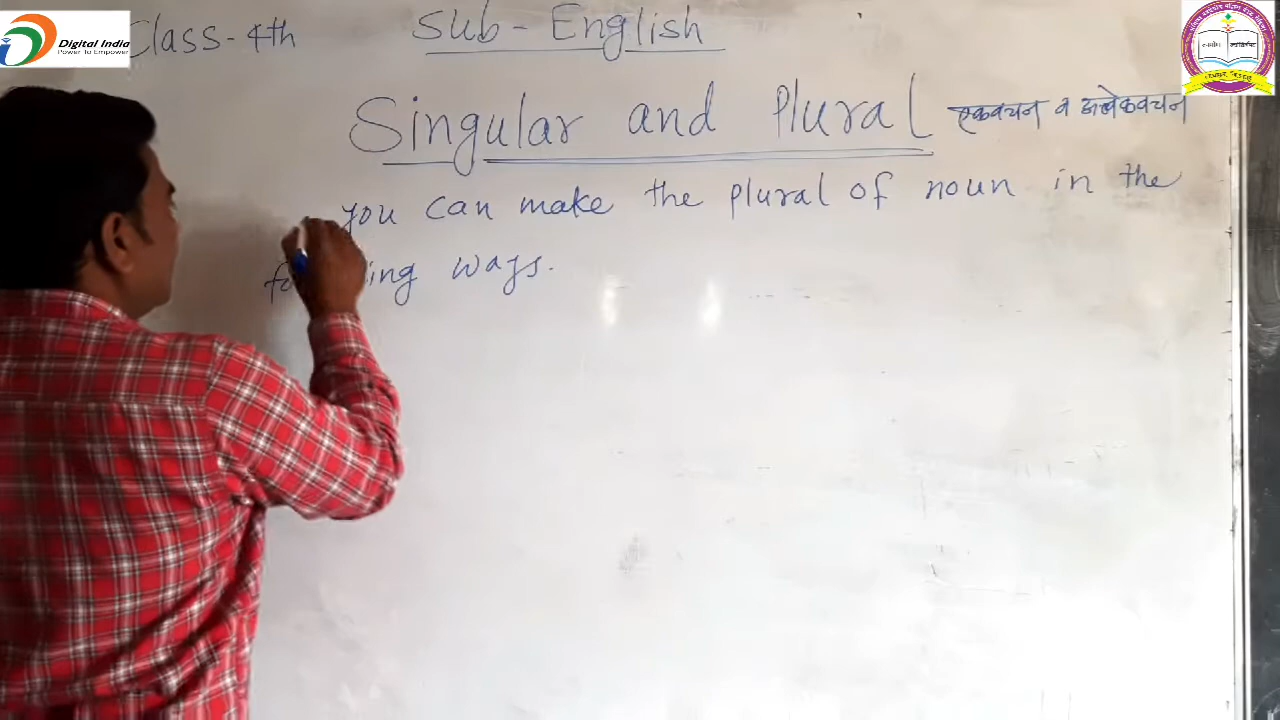 Digital India
Power To Empower
Class - 4th
Sub - English
Singular and Plural एकवचन व अनेकवचन
you can make the plural of noun in the
ing ways.